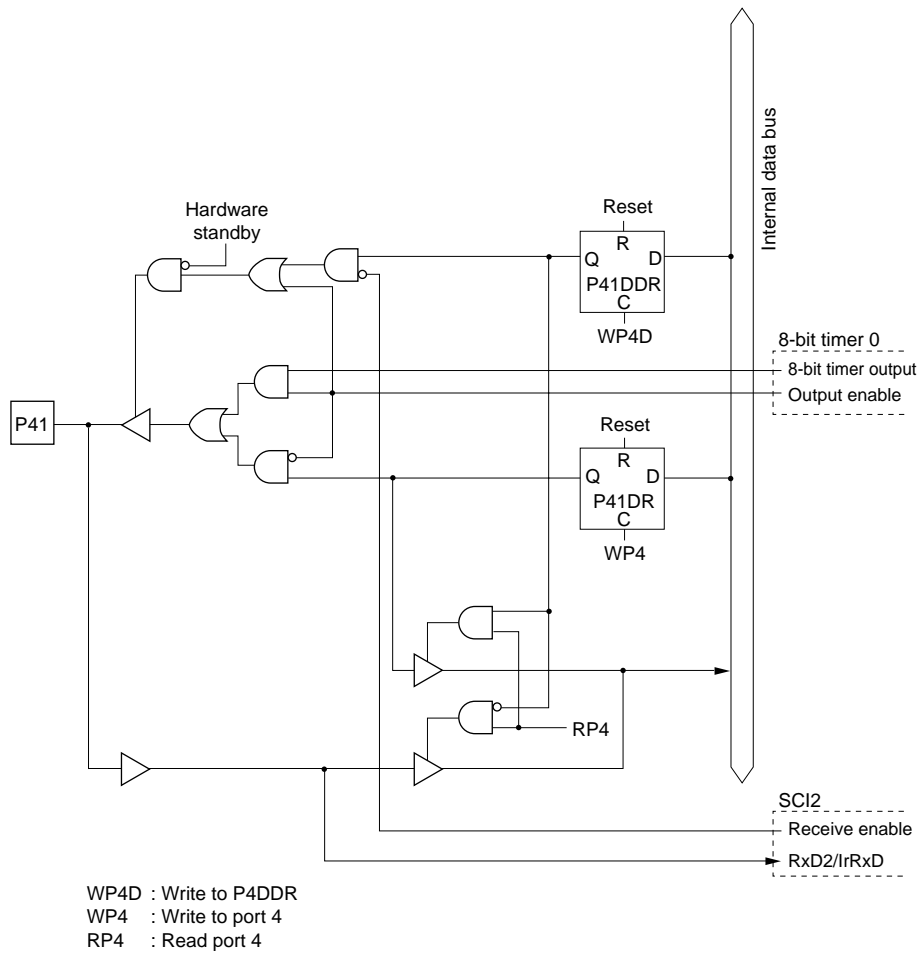 Internal data bus
Hardware
standby
Reset
R
Q
D
P41DDR
C
WP4D
8-bit timer 0
8-bit timer output
Output enable
P41
Reset
R
Q
D
P41DR
C
WP4
RP4
SCI2
Receive enable
RxD2/IrRxD
WP4D : Write to P4DDR
WP4 : Write to port 4
RP4 : Read port 4